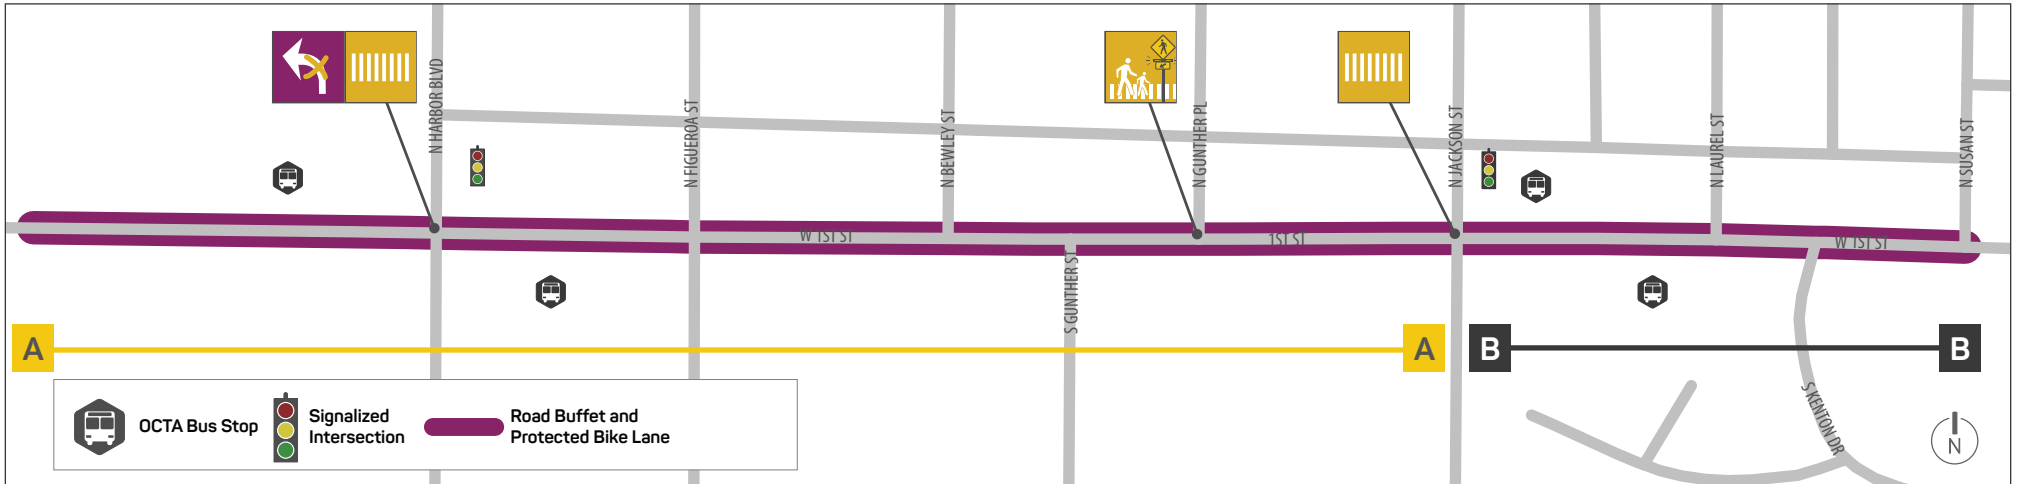 N HARBOR BLVD
N FIGUEROA ST
N BEWLEY ST
N GUNTHER PL
N JACKSON ST
N LAUREL ST
N SUSAN ST
W 1ST ST
1ST ST
W 1ST ST
S GUNTHER ST
A
A
B
B
S KENTON DR
OCTA Bus Stop
Signalized
Intersection
Road Buffet and
Protected Bike Lane
N